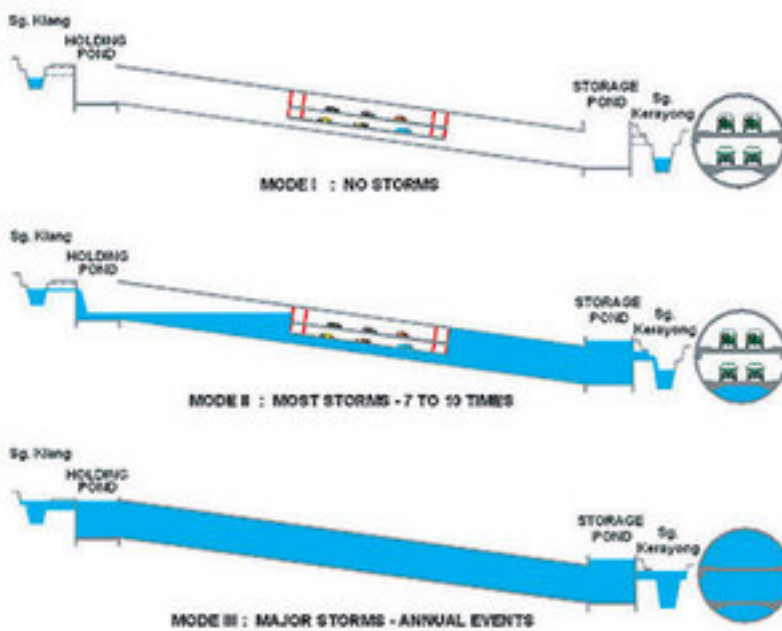 Sg. Klang
HOLDING
POND
STORAGE
POND
Sg.
Kerayong
MODE I : NO STORMS
Sg. Klang
HOLDING
POND
STORAGE
POND
Sg.
Kerayong
MODE II : MOST STORMS - 7 TO 10 TIMES
Sg. Klang
HOLDING
POND
STORAGE
POND
Sg.
Kerayong
MODE III : MAJOR STORMS - ANNUAL EVENTS